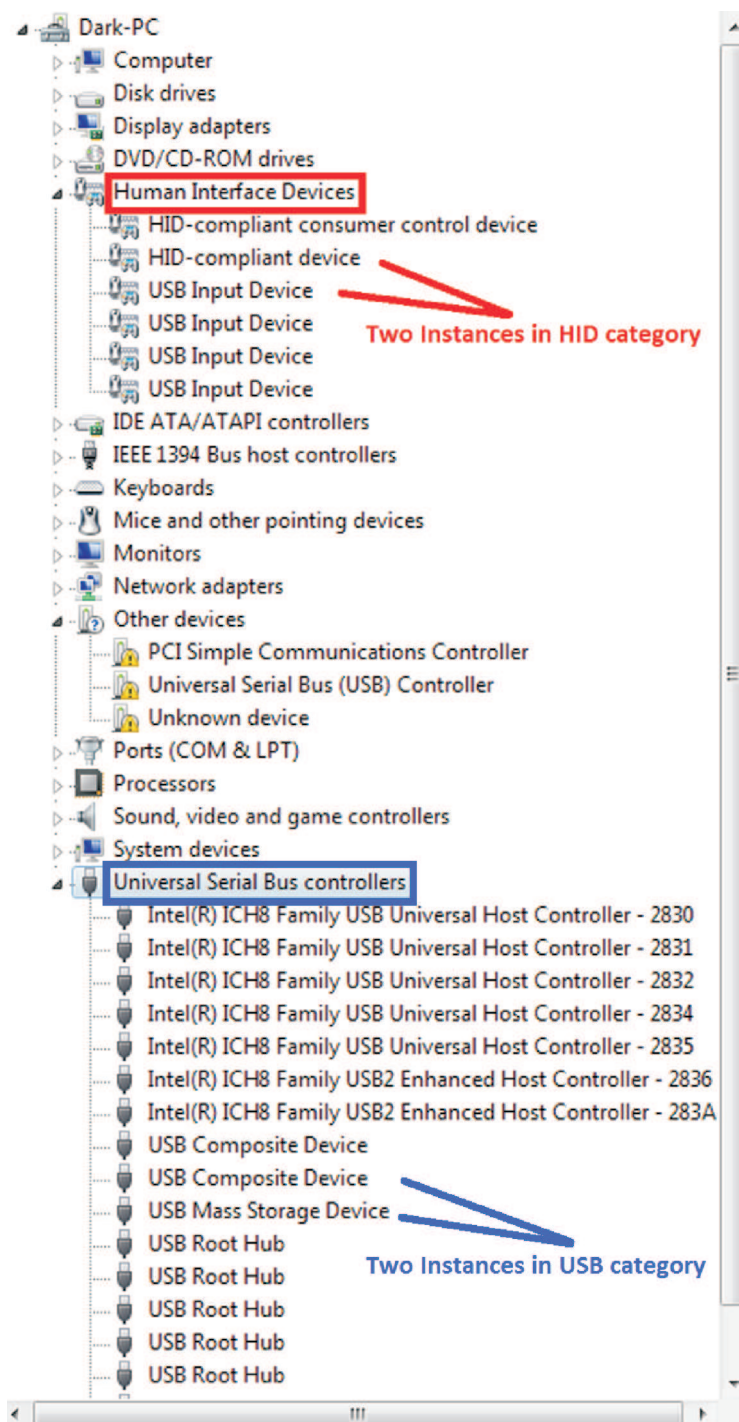 Dark-PC
Computer
Disk drives
Display adapters
DVD/CD-ROM drives
Human Interface Devices
HID-compliant consumer control device
HID-compliant device
USB Input Device
USB Input Device
Two Instances in HID category
USB Input Device
USB Input Device
IDE ATA/ATAPI controllers
IEEE 1394 Bus host controllers
Keyboards
Mice and other pointing devices
Monitors
Network adapters
Other devices
PCI Simple Communications Controller
Universal Serial Bus (USB) Controller
Unknown device
Ports (COM & LPT)
Processors
Sound, video and game controllers
System devices
Universal Serial Bus controllers
Intel(R) ICH8 Family USB Universal Host Controller - 2830
Intel(R) ICH8 Family USB Universal Host Controller - 2831
Intel(R) ICH8 Family USB Universal Host Controller - 2832
Intel(R) ICH8 Family USB Universal Host Controller - 2834
Intel(R) ICH8 Family USB Universal Host Controller - 2835
Intel(R) ICH8 Family USB2 Enhanced Host Controller - 2836
Intel(R) ICH8 Family USB2 Enhanced Host Controller - 283A
USB Composite Device
USB Composite Device
USB Mass Storage Device
USB Root Hub
Two Instances in USB category
USB Root Hub
USB Root Hub
USB Root Hub
USB Root Hub